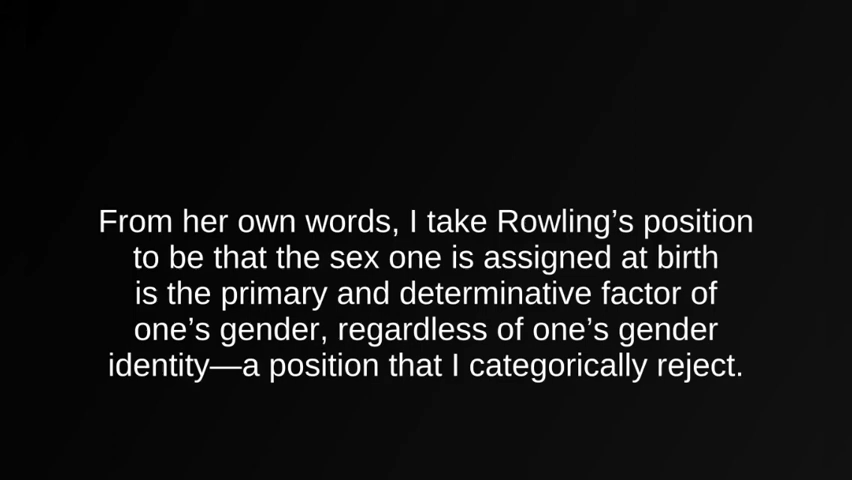 From her own words, I take Rowling’s position
to be that the sex one is assigned at birth
is the primary and determinative factor of
one’s gender, regardless of one’s gender
identity—a position that I categorically reject.